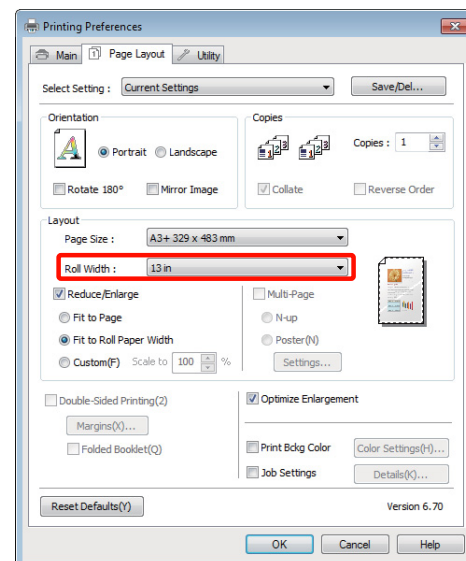 Printing Preferences
Main Page Layout Utility
Select Setting : Current Settings Save/Del...
Orientation
Portrait Landscape
Rotate 180° Mirror Image
Copies
Copies : 1
Collate Reverse Order
Layout
Page Size : A3+ 329 x 483 mm
Roll Width : 13 in
Reduce/Enlarge
Fit to Page
Fit to Roll Paper Width
Custom(F) Scale to 100 %
Multi-Page
N-up
Poster(N)
Settings...
Double-Sided Printing(2)
Margins(X)...
Folded Booklet(Q)
Optimize Enlargement
Print Bckg Color Color Settings(H)...
Job Settings Details(K)...
Reset Defaults(Y) Version 6.70
OK Cancel Help